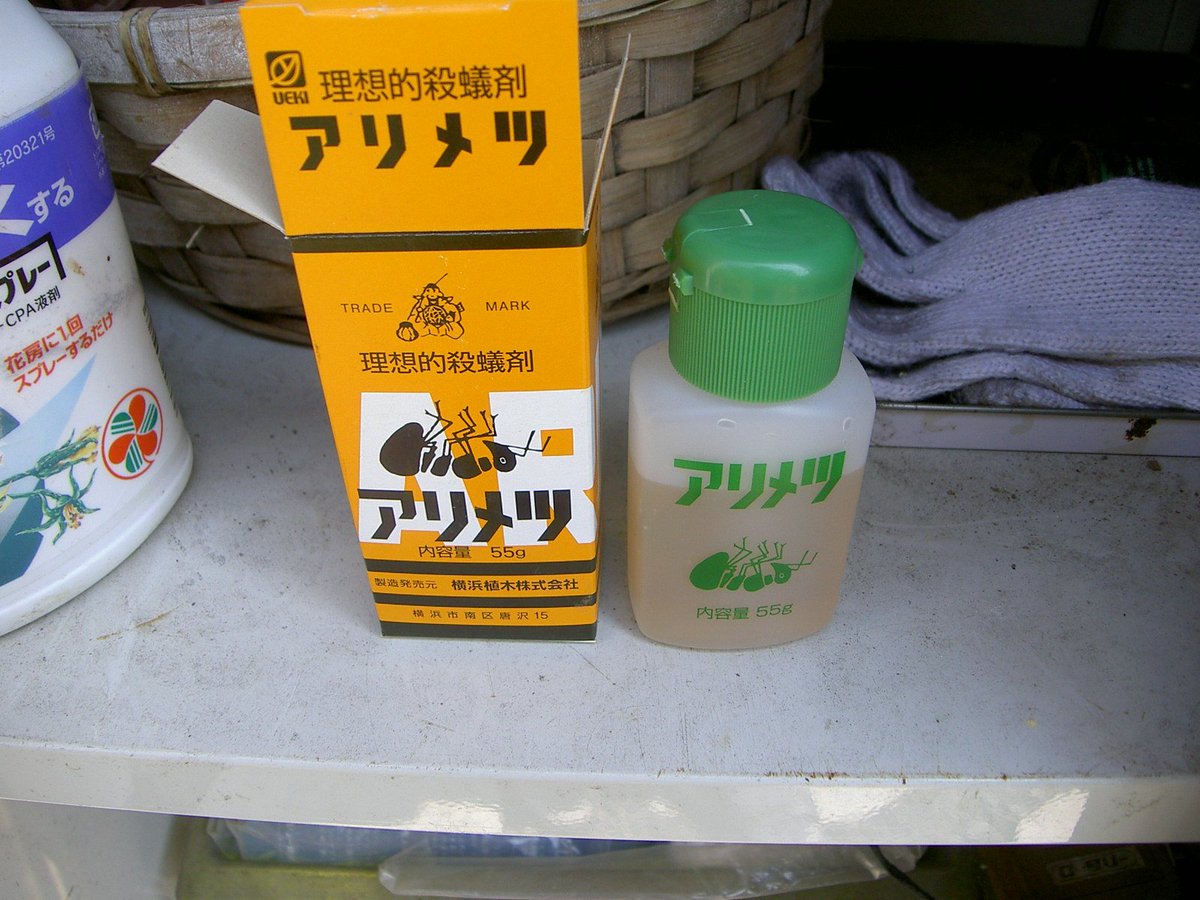 第20321号
くする
プレー
-CPA液剤
花房に1回
スプレーするだけ
UEKI
理想的殺蟻剤
アリメツ
TRADE MARK
理想的殺蟻剤
アリメツ
内容量 55g
製造発売元 横浜植木株式会社
横浜市南区唐沢15
アリメツ
内容量 55g